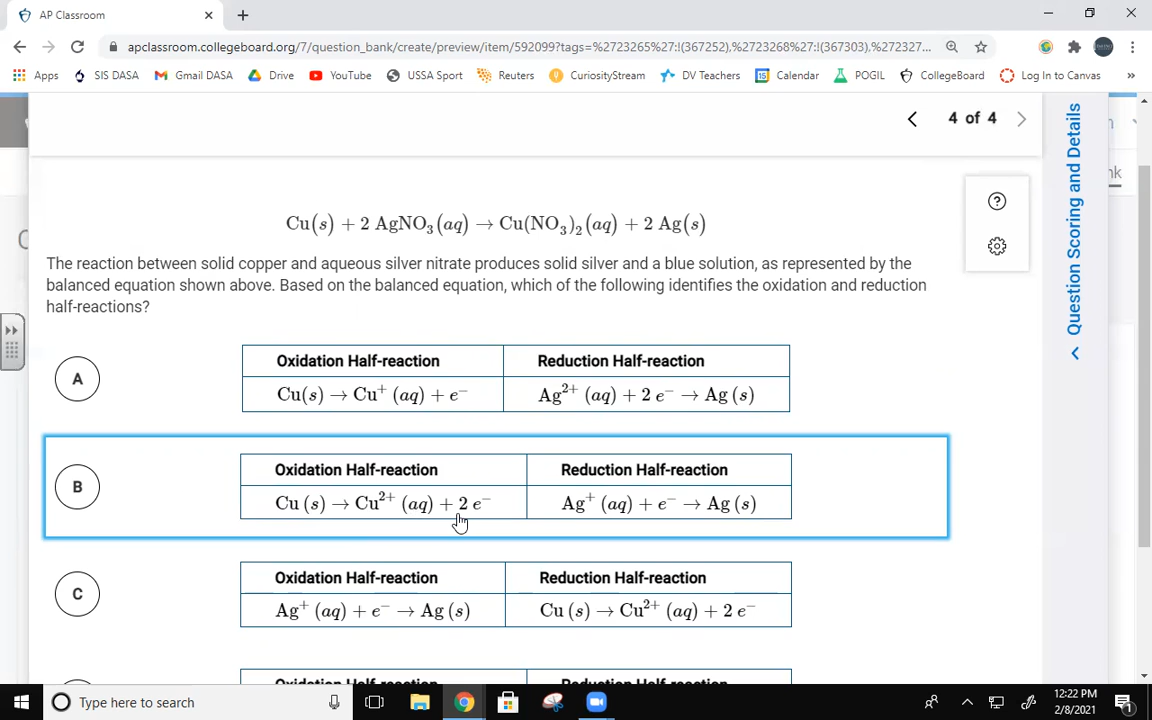 AP Classroom
apclassroom.collegeboard.org/7/question_bank/create/preview/item/592099?tags=%2723265%27:!(367252),%2723268%27:!(367303),%272327...
Apps SIS DASA Gmail DASA Drive YouTube USSA Sport Reuters CuriosityStream DV Teachers Calendar POGIL CollegeBoard Log In to Canvas »
4 of 4
Cu(s) + 2 AgNO₃(aq) → Cu(NO₃)₂(aq) + 2 Ag(s)
The reaction between solid copper and aqueous silver nitrate produces solid silver and a blue solution, as represented by the
balanced equation shown above. Based on the balanced equation, which of the following identifies the oxidation and reduction
half-reactions?
A
Oxidation Half-reaction Reduction Half-reaction
Cu(s) → Cu⁺ (aq) + e⁻ Ag²⁺ (aq) + 2 e⁻ → Ag (s)
B
Oxidation Half-reaction Reduction Half-reaction
Cu (s) → Cu²⁺ (aq) + 2 e⁻ Ag⁺ (aq) + e⁻ → Ag (s)
C
Oxidation Half-reaction Reduction Half-reaction
Ag⁺ (aq) + e⁻ → Ag (s) Cu (s) → Cu²⁺ (aq) + 2 e⁻
Oxidation Half-reaction Reduction Half-reaction
Question Scoring and Details
Type here to search
12:22 PM
2/8/2021
1